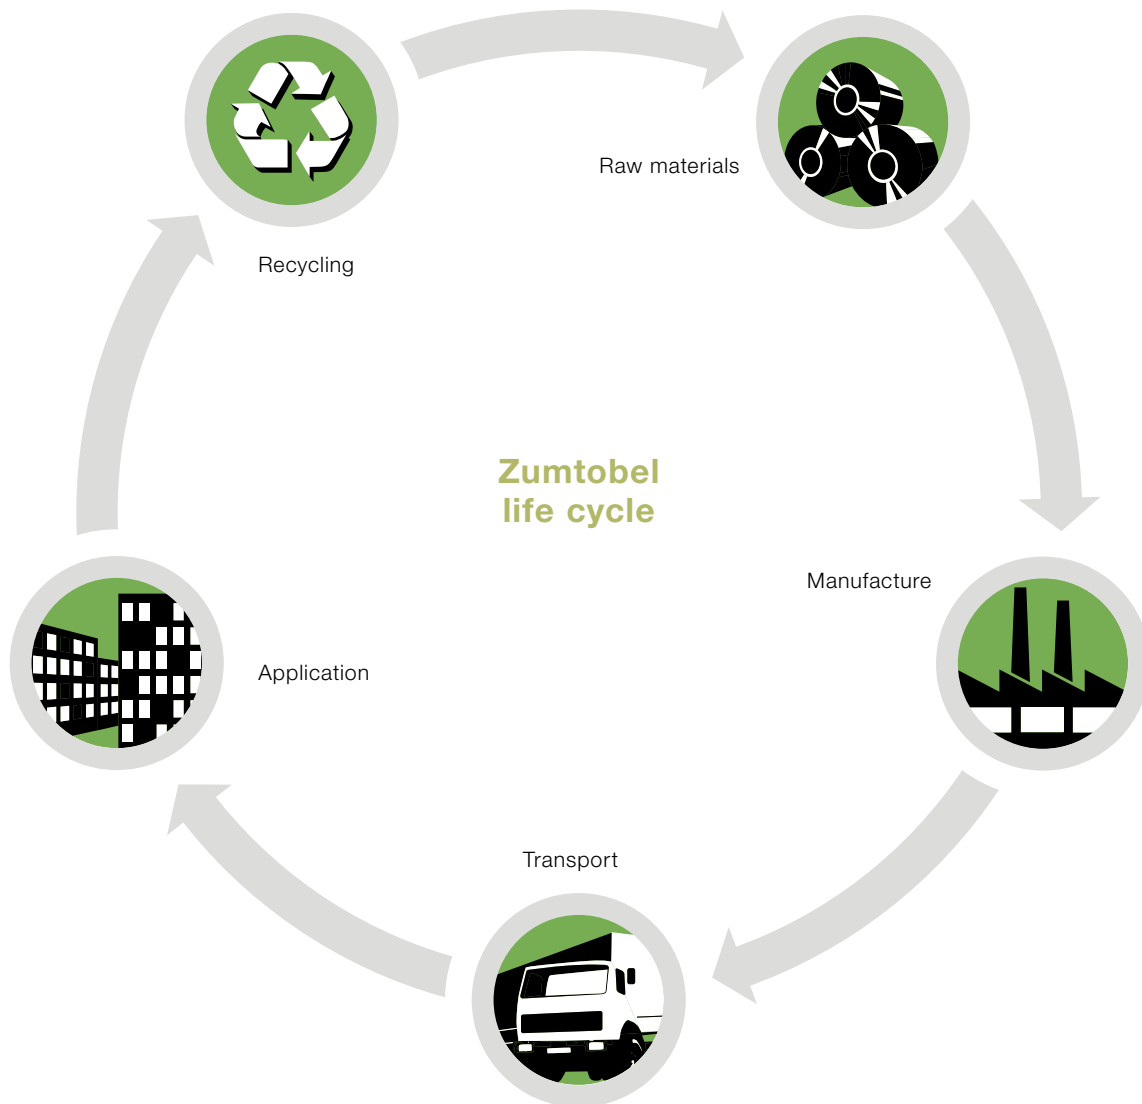 Raw materials
Recycling
Zumtobel
life cycle
Manufacture
Application
Transport